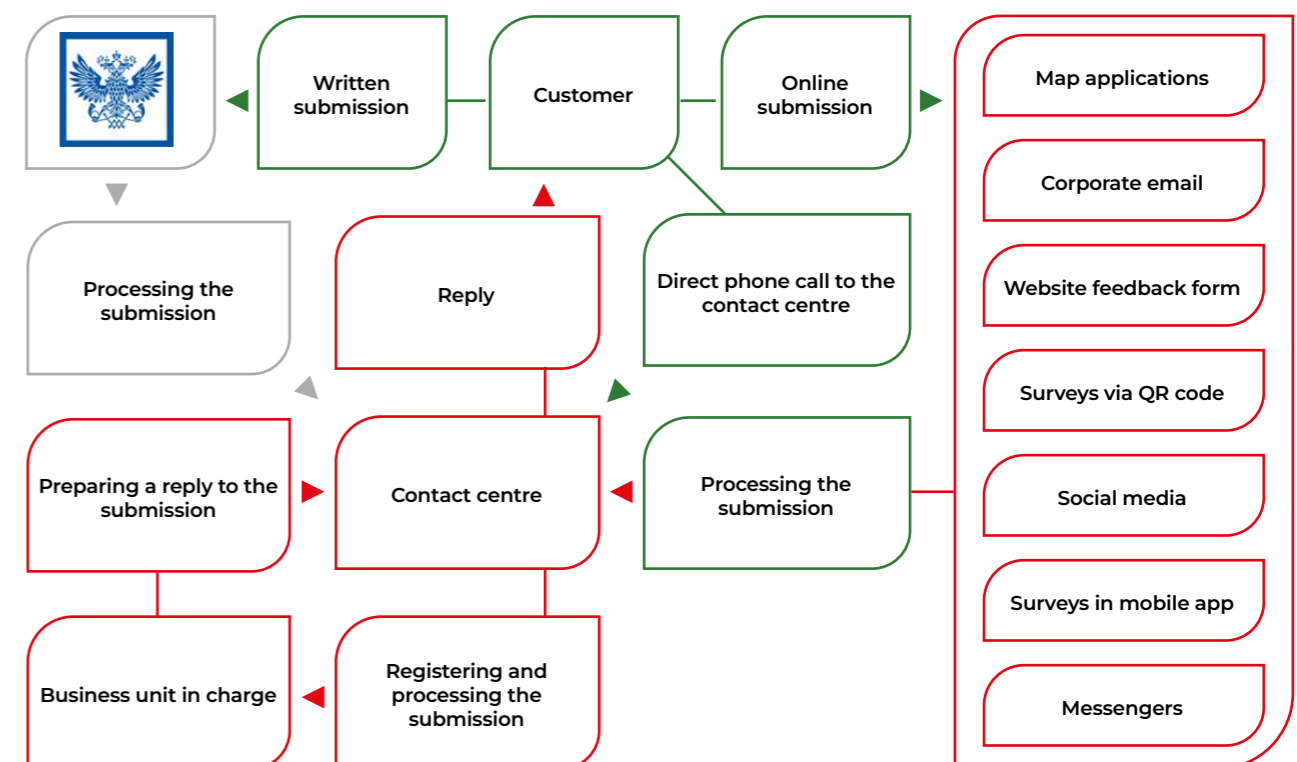 Written
submission
Customer
Online
submission
Map applications
Corporate email
Website feedback form
Surveys via QR code
Social media
Surveys in mobile app
Messengers
Processing the
submission
Reply
Direct phone call to the
contact centre
Preparing a reply to the
submission
Contact centre
Processing the
submission
Business unit in charge
Registering and
processing the
submission